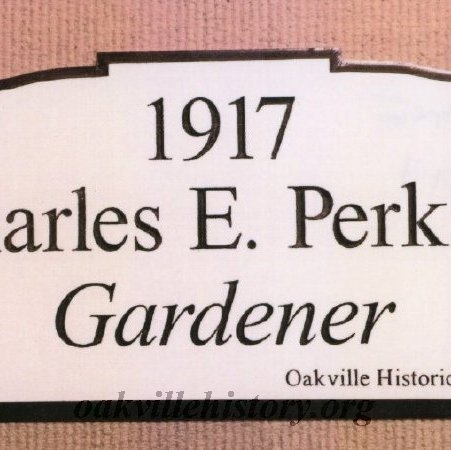 1917
arles E. Perk
Gardener
Oakville Historic
oakvillehistory.org